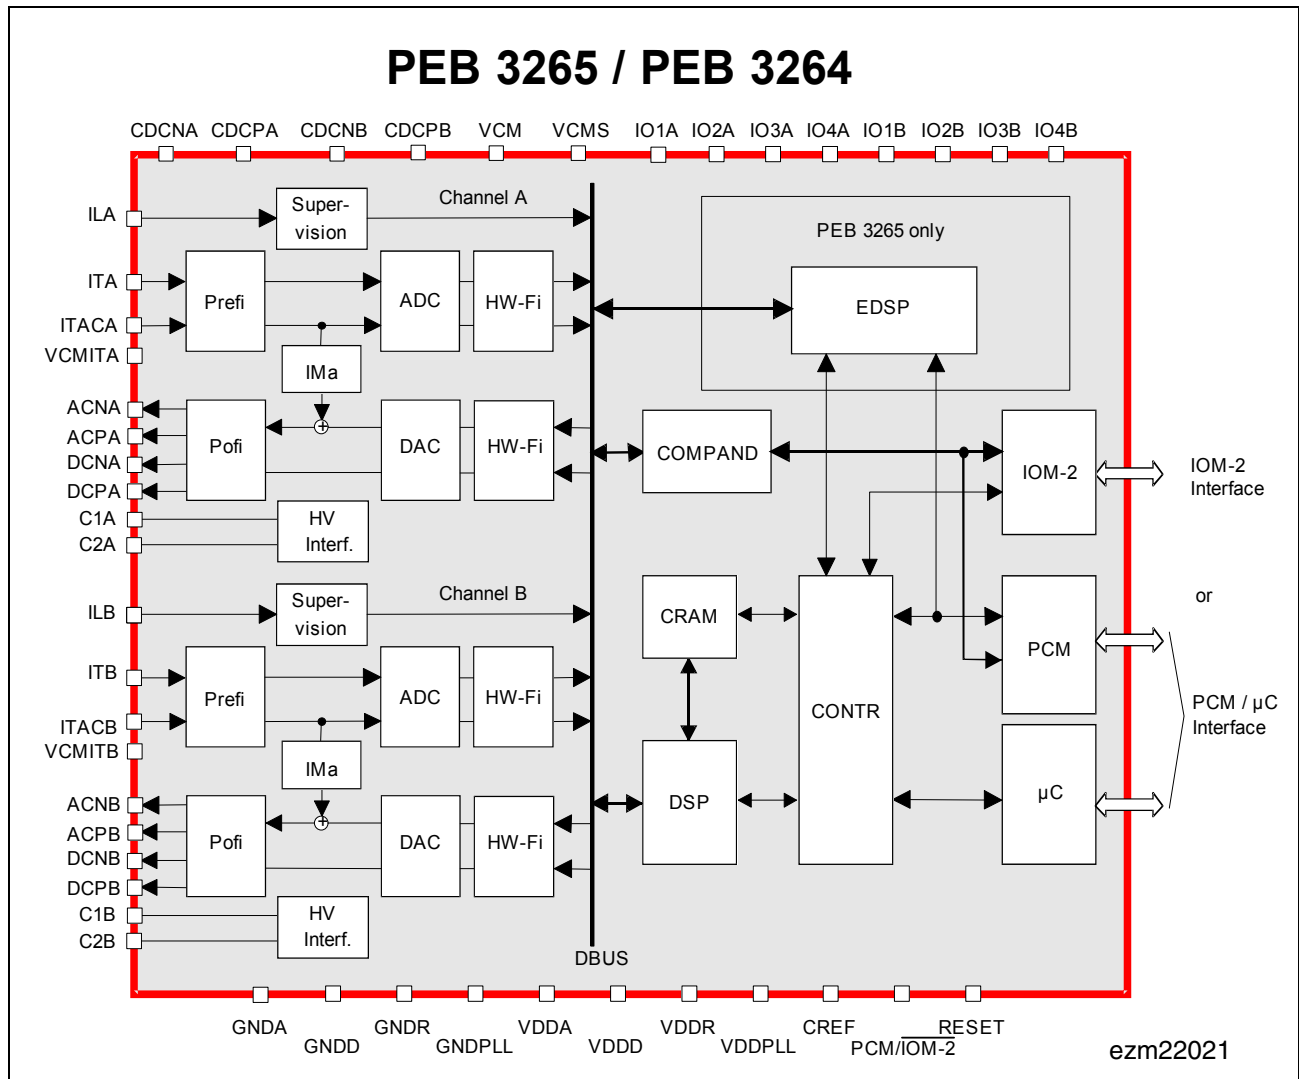 PEB 3265 / PEB 3264
CDCNA CDCPA CDCNB CDCPB VCM VCMS IO1A IO2A IO3A IO4A IO1B IO2B IO3B IO4B
ILA
Super-
vision
Channel A
PEB 3265 only
ITA
Prefi
ADC
HW-Fi
EDSP
ITACA
VCMITA
IMa
ACNA
ACPA
DCNA
DCPA
Pofi
+
DAC
HW-Fi
COMPAND
IOM-2
IOM-2
Interface
C1A
C2A
HV
Interf.
ILB
Super-
vision
Channel B
CRAM
or
ITB
Prefi
ADC
HW-Fi
CONTR
PCM
PCM / µC
Interface
ITACB
VCMITB
IMa
ACNB
ACPB
DCNB
DCPB
Pofi
+
DAC
HW-Fi
DSP
µC
C1B
C2B
HV
Interf.
DBUS
GNDA
GNDD
GNDR
GNDPLL
VDDA
VDDD
VDDR
VDDPLL
CREF
PCM/IOM-2
RESET
ezm22021